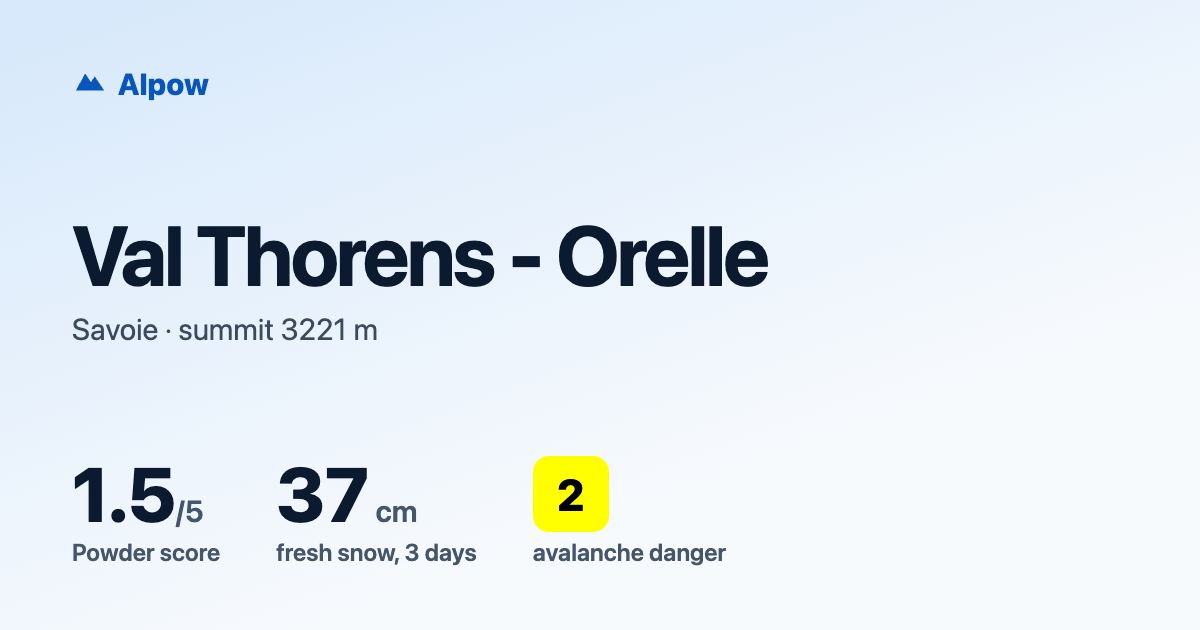 Alpow
Val Thorens - Orelle
Savoie · summit 3221 m
1.5/5
Powder score
37 cm
fresh snow, 3 days
2
avalanche danger